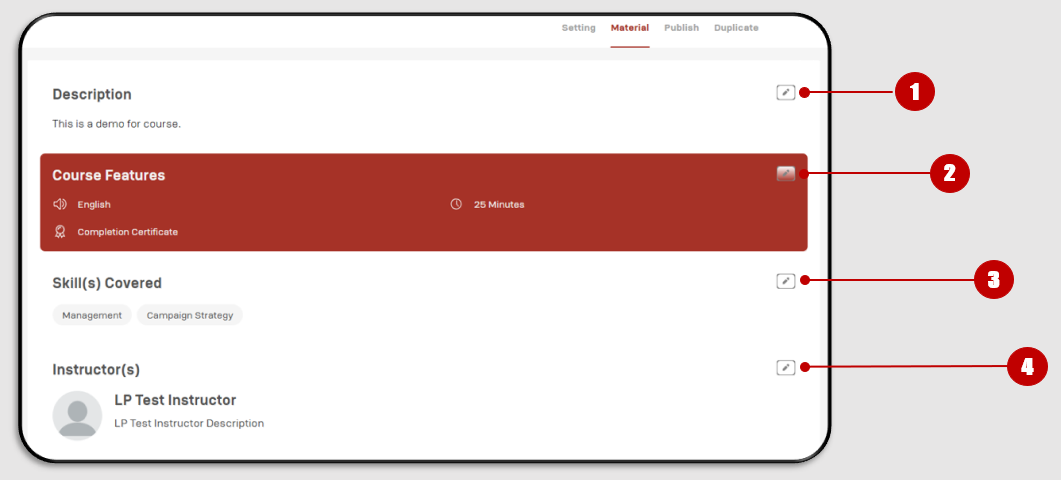 Setting Material Publish Duplicate
Description
1
This is a demo for course.
Course Features
2
English
25 Minutes
Completion Certificate
Skill(s) Covered
3
Management Campaign Strategy
Instructor(s)
4
LP Test Instructor
LP Test Instructor Description